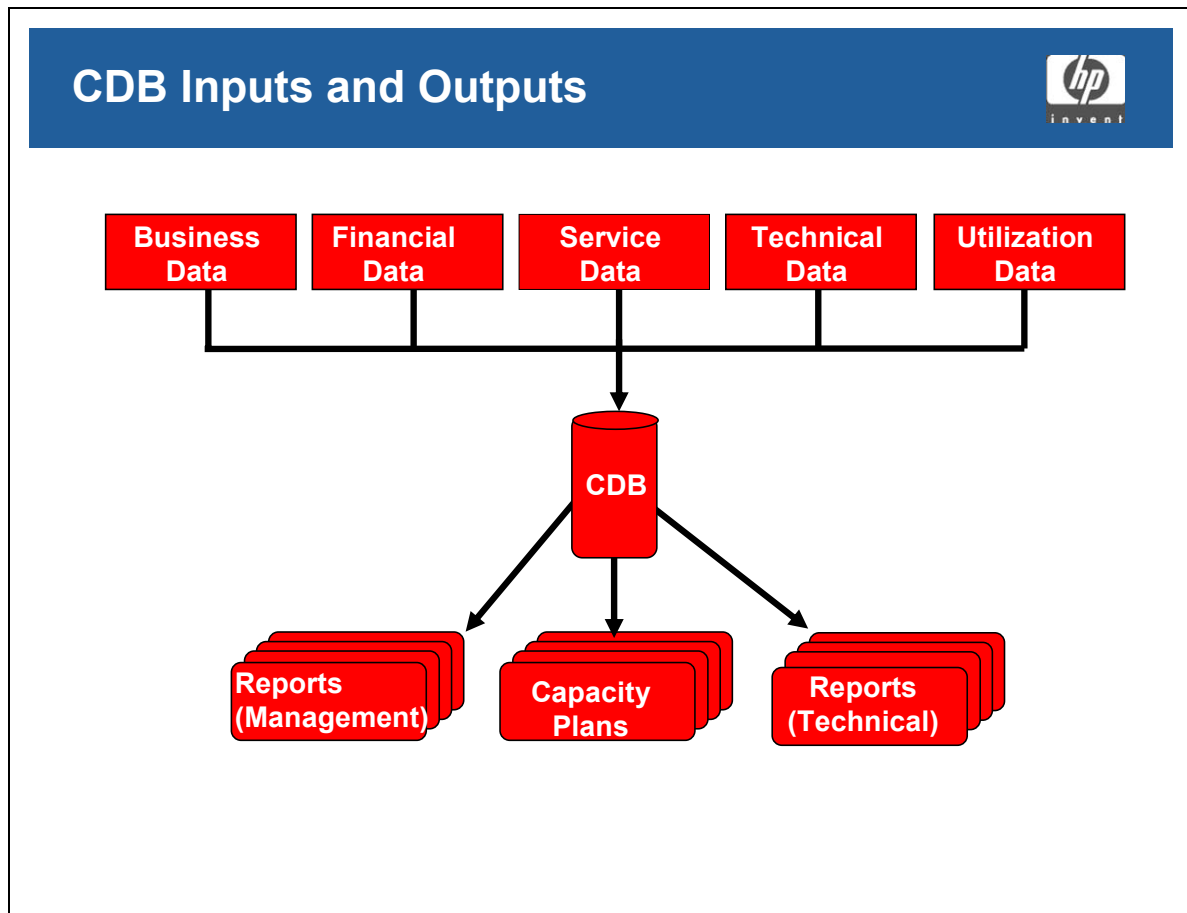 CDB Inputs and Outputs
hp
invent
Business
Data
Financial
Data
Service
Data
Technical
Data
Utilization
Data
CDB
Reports
(Management)
Capacity
Plans
Reports
(Technical)